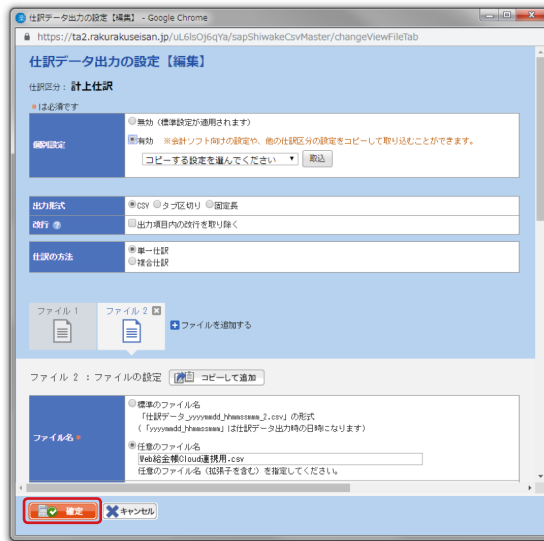 仕訳データ出力の設定【編集】 - Google Chrome
https://ta2.rakurakuseisan.jp/uL6lsOj6qYa/sapShiwakeCsvMaster/changeViewFileTab
仕訳データ出力の設定【編集】
仕訳区分： 計上仕訳
*は必須です
個別設定
無効（標準設定が適用されます）
有効 ※会計ソフト向けの設定や、他の仕訳区分の設定をコピーして取り込むことができます。
コピーする設定を選んでください 取込
出力形式 CSV タブ区切り 固定長
改行 ? 出力項目内の改行を取り除く
仕訳の方法 単一仕訳
複合仕訳
ファイル 1 ファイル 2 ファイルを追加する
ファイル 2 ：ファイルの設定 コピーして追加
ファイル名 *
標準のファイル名
「仕訳データ_yyyymmdd_hhmmssmmm_2.csv」の形式
（「yyyymmdd_hhmmssmmm」は仕訳データ出力時の日時になります）
任意のファイル名
Web給金帳Cloud連携用.csv
任意のファイル名（拡張子を含む）を指定してください。
確定 キャンセル